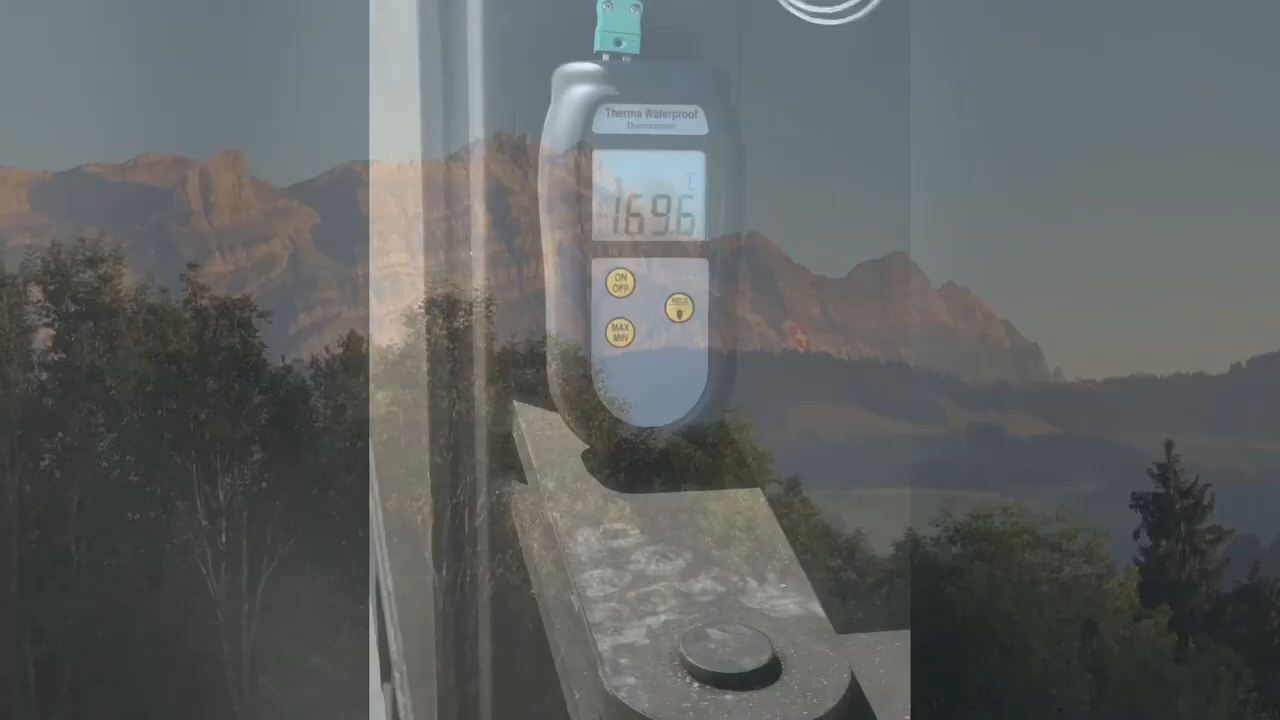 Therma Waterproof
Thermometer
°C
169.6
ON
OFF
HOLD
MAX
MIN